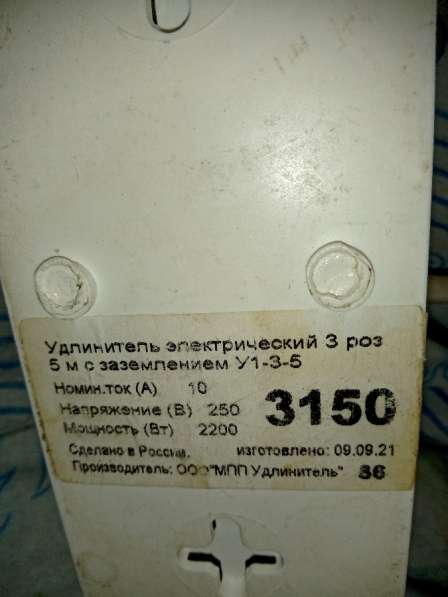 Удлинитель электрический 3 роз
5 м с заземлением У1-3-5
Номин.ток (А) 10
Напряжение (В) 250
Мощность (Вт) 2200
3150
Сделано в России. изготовлено: 09.09.21
Производитель: ООО"МПП Удлинитель" 36